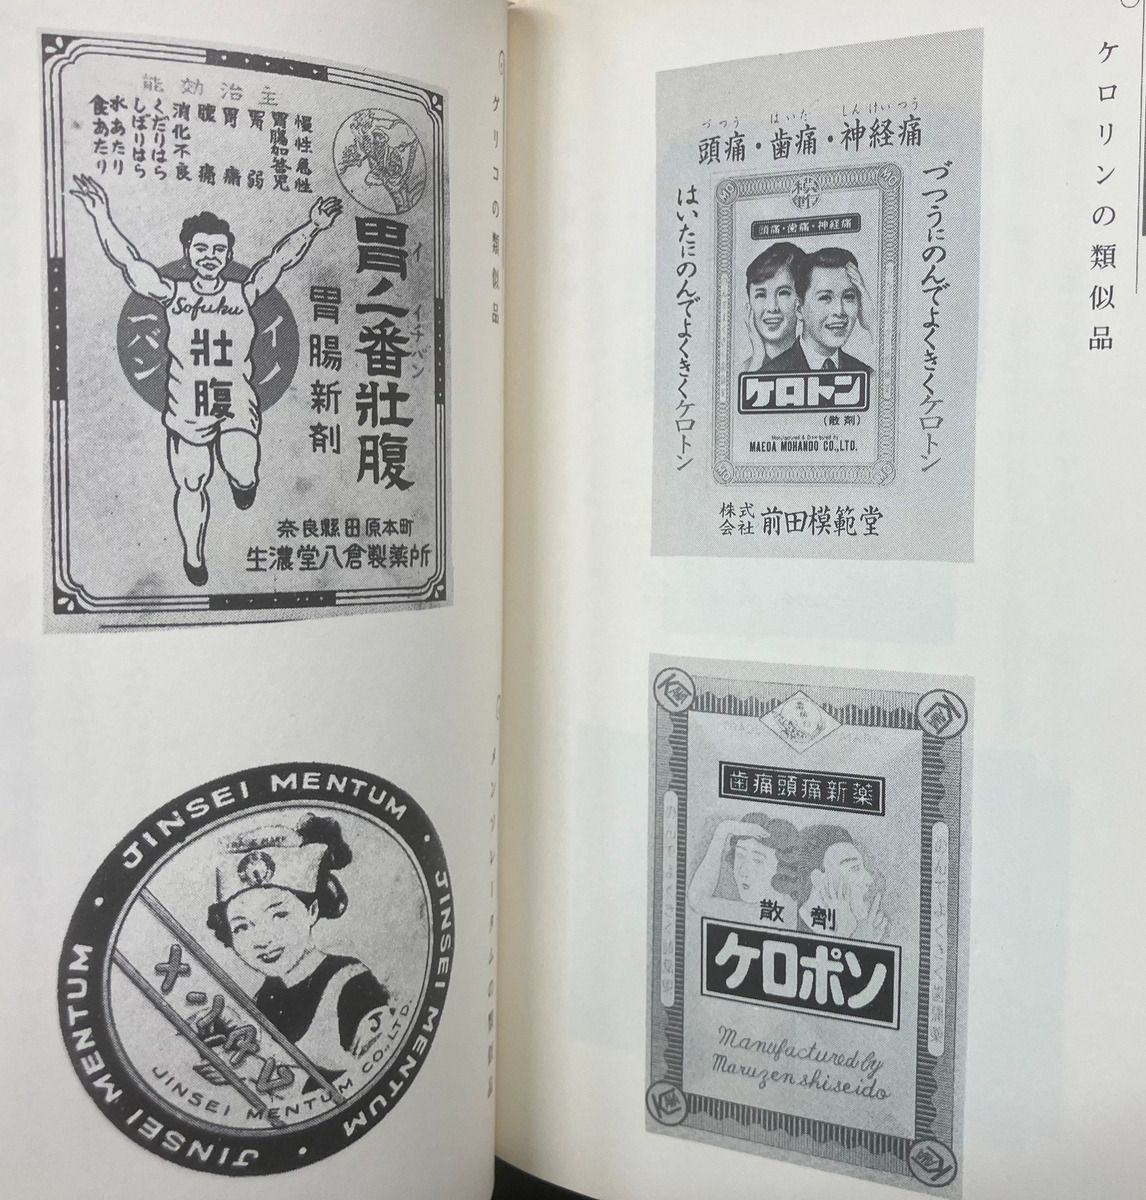 ケロリンの類似品
づつう はいた しんけいつう
頭痛・歯痛・神経痛
づつうにのんでよくきくケロトン
はいたにのんでよくきくケロトン
頭痛・歯痛・神経痛
ケロトン
(散剤)
Manufactured & Distributed by
MAEDA MOHANDO CO.,LTD.
株式会社 前田模範堂
歯痛頭痛新薬
散劑
ケロポン
Manufactured by
Maruzenshiseido
グリコの類似品
主治効能
慢性急性
胃腸加答児
胃弱
胃痛
腹痛
消化不良
くだりはら
しぼりはら
水あたり
食あたり
イノイチバン
胃ノ一番壮腹
胃腸新剤
Sofuku
壮腹
イノ
一バン
奈良縣田原本町
生濃堂八倉製薬所
メンソレータムの類似品
JINSEI MENTUM · JINSEI MENTUM · JINSEI · JINSEI MENTUM ·
JINSEI MENTUM CO., LTD.